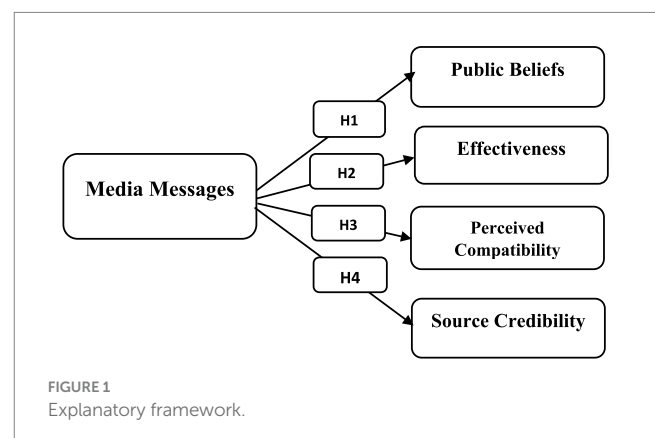 Public Beliefs
H1
Effectiveness
H2
Media Messages
H3
Perceived
Compatibility
H4
Source Credibility
FIGURE 1
Explanatory framework.